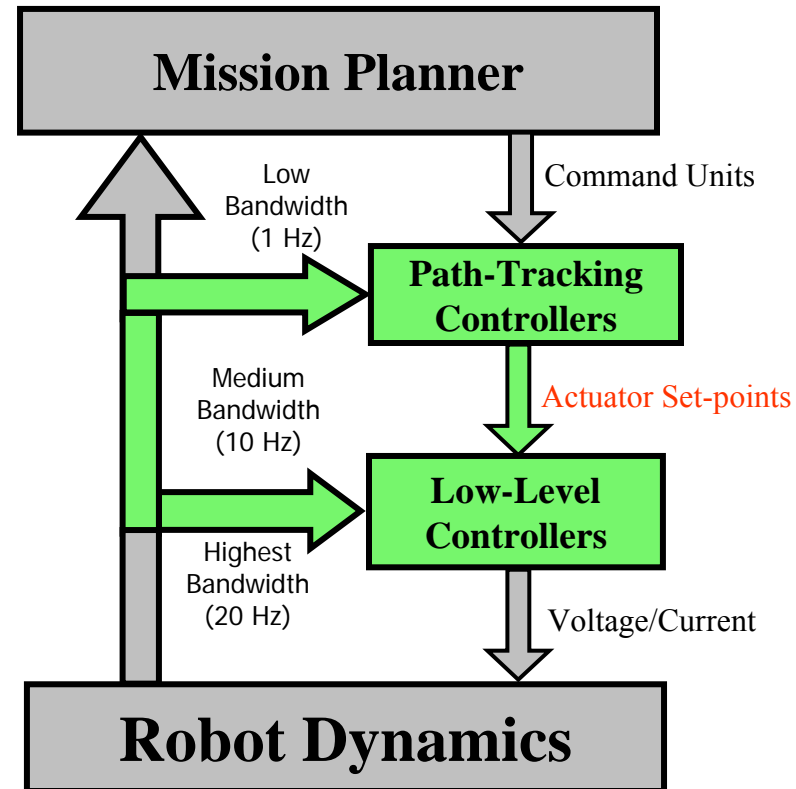 Mission Planner
Low
Bandwidth
(1 Hz)
Command Units
Path-Tracking
Controllers
Medium
Bandwidth
(10 Hz)
Actuator Set-points
Low-Level
Controllers
Highest
Bandwidth
(20 Hz)
Voltage/Current
Robot Dynamics